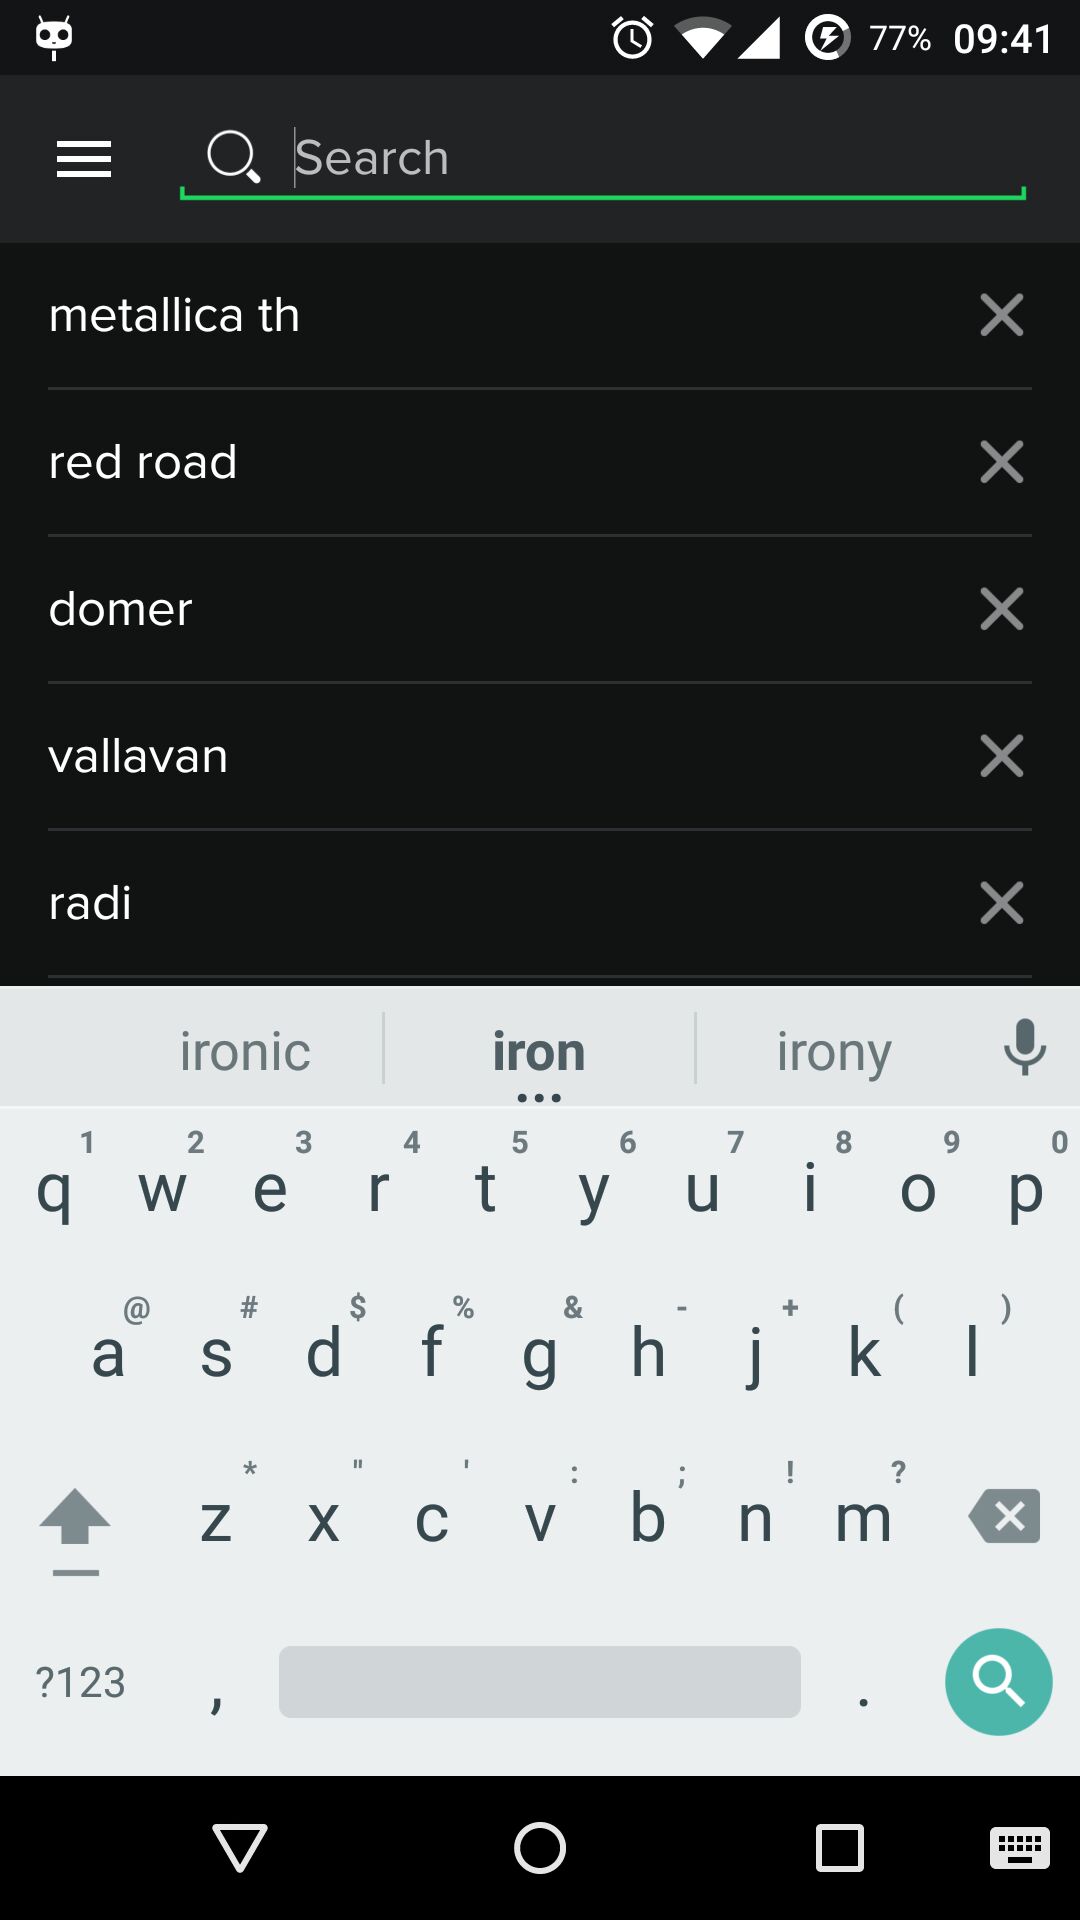 77% 09:41
Search
metallica th
red road
domer
vallavan
radi
ironic iron irony
1 2 3 4 5 6 7 8 9 0
q w e r t y u i o p
@ # $ % & - + ( )
a s d f g h j k l
* " ' : ; ! ?
z x c v b n m
?123 , .